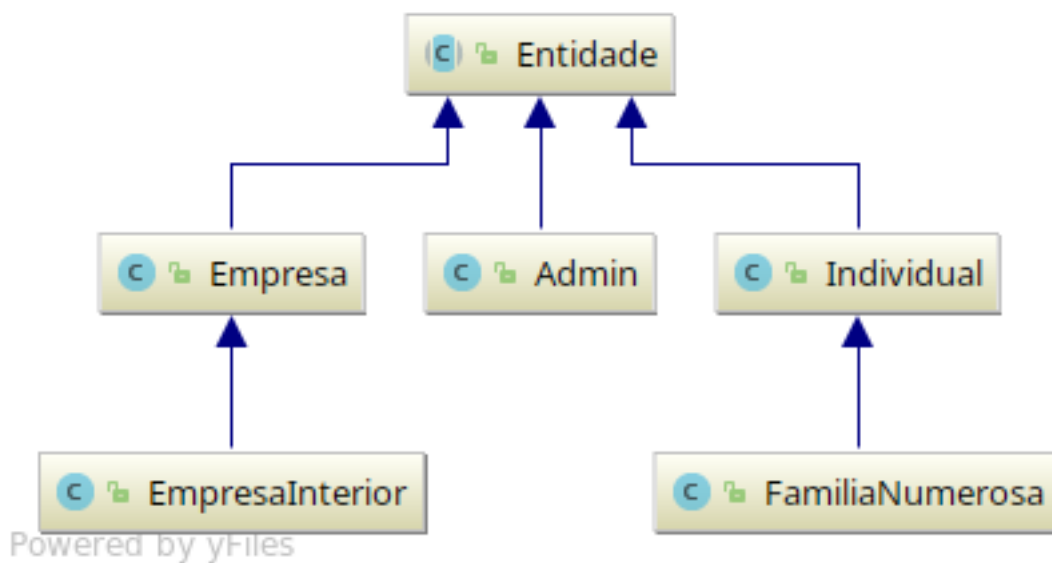 C Entidade
C Empresa
C Admin
C Individual
C EmpresaInterior
C FamiliaNumerosa
Powered by yFiles